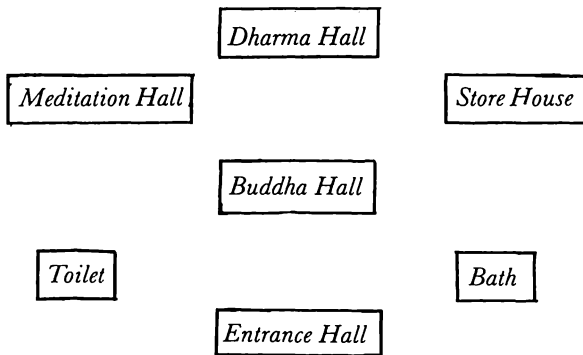 Dharma Hall
Meditation Hall
Store House
Buddha Hall
Toilet
Bath
Entrance Hall